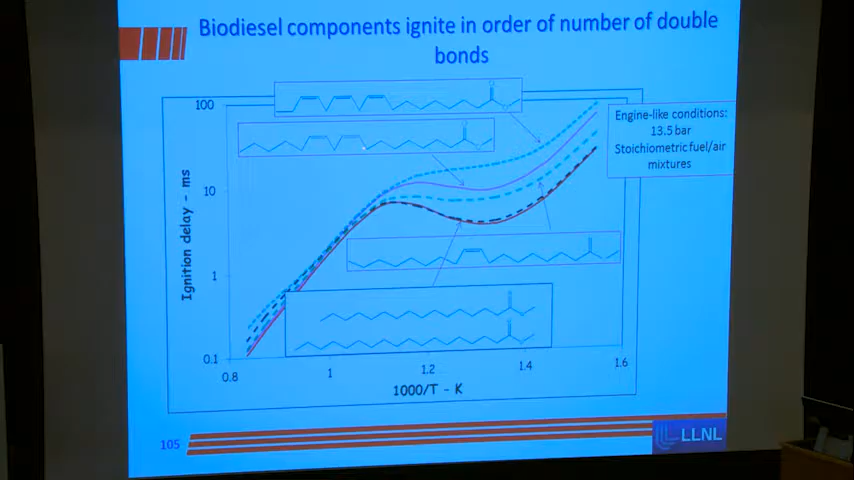 Biodiesel components ignite in order of number of double
bonds
Engine-like conditions:
13.5 bar
Stoichiometric fuel/air
mixtures
Ignition delay - ms
100
10
1
0.1
0.8
1
1.2
1.4
1.6
1000/T - K
105
LLNL